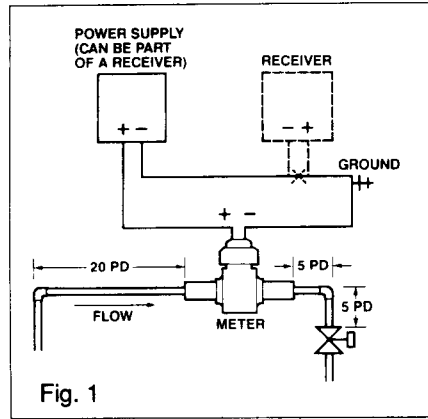 POWER SUPPLY
(CAN BE PART
OF A RECEIVER)
RECEIVER
+ -
- +
GROUND
+ -
20 PD
5 PD
5 PD
FLOW
METER
Fig. 1